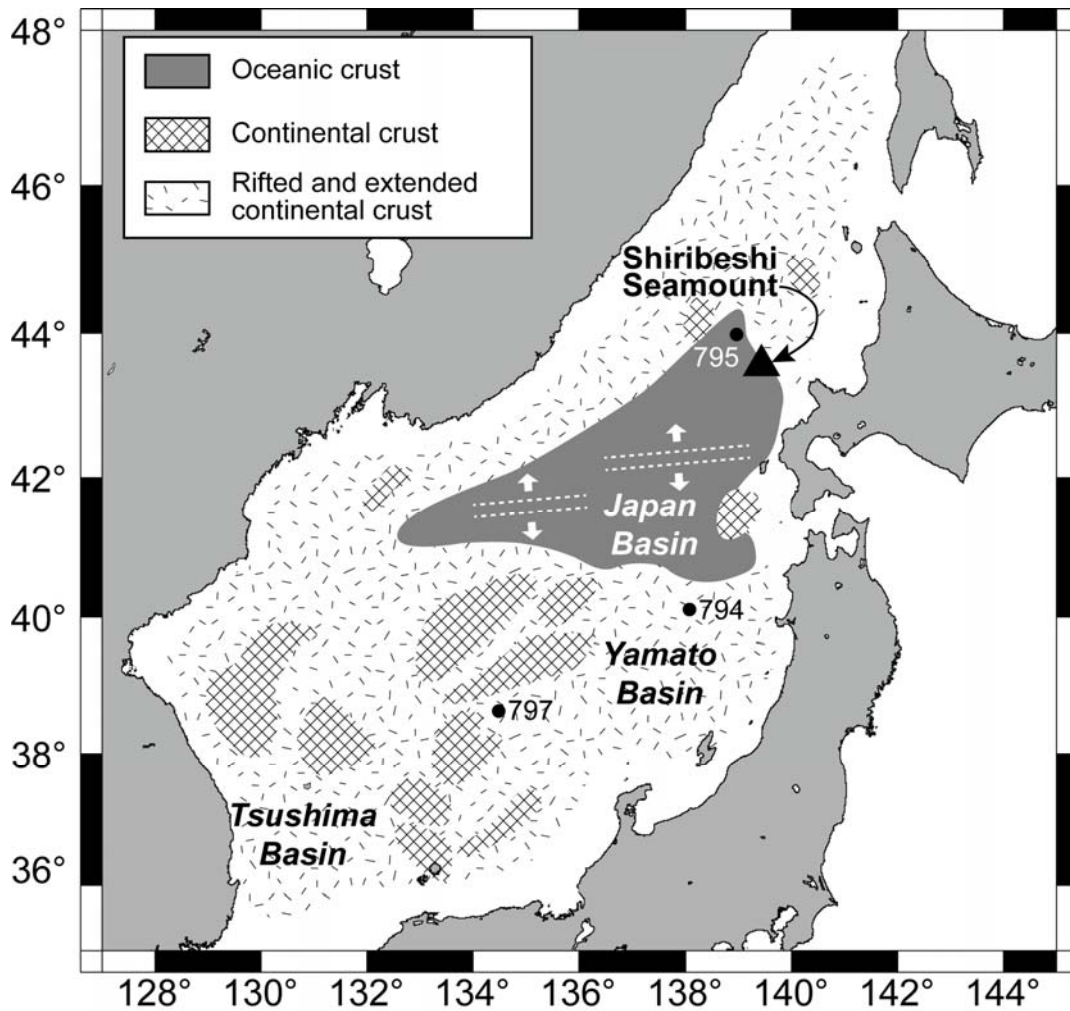 48°
46°
44°
42°
40°
38°
36°
Oceanic crust
Continental crust
Rifted and extended
continental crust
Shiribeshi
Seamount
795
Japan
Basin
794
Yamato
Basin
797
Tsushima
Basin
128° 130° 132° 134° 136° 138° 140° 142° 144°